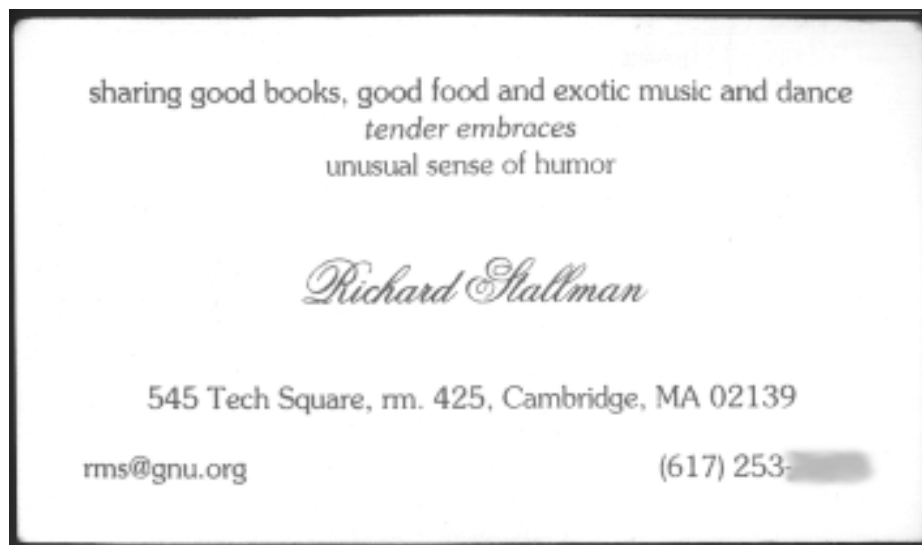 sharing good books, good food and exotic music and dance
tender embraces
unusual sense of humor
Richard Stallman
545 Tech Square, rm. 425, Cambridge, MA 02139
rms@gnu.org
(617) 253-